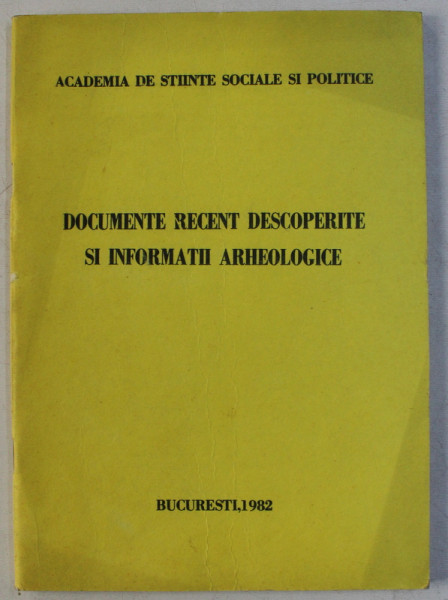 ACADEMIA DE STIINTE SOCIALE SI POLITICE
DOCUMENTE RECENT DESCOPERITE
SI INFORMATII ARHEOLOGICE
BUCURESTI,1982